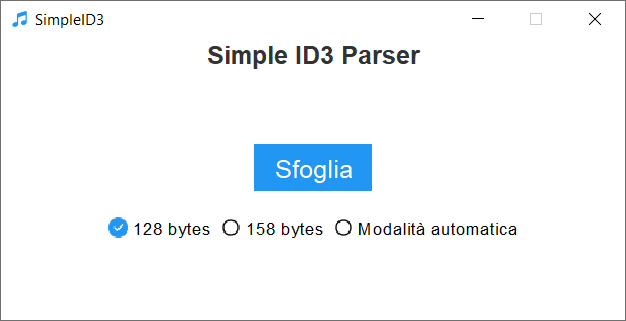 SimpleID3
Simple ID3 Parser
Sfoglia
128 bytes 158 bytes Modalità automatica